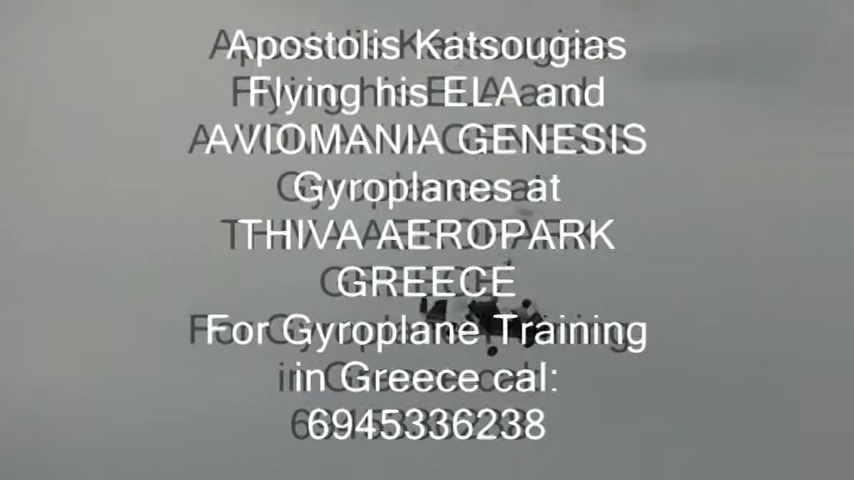 Apostolis Katsougias
Flying his ELA and
AVIOMANIA GENESIS
Gyroplanes at
THIVA AEROPARK
GREECE
For Gyroplane Training
in Greece cal:
6945336238